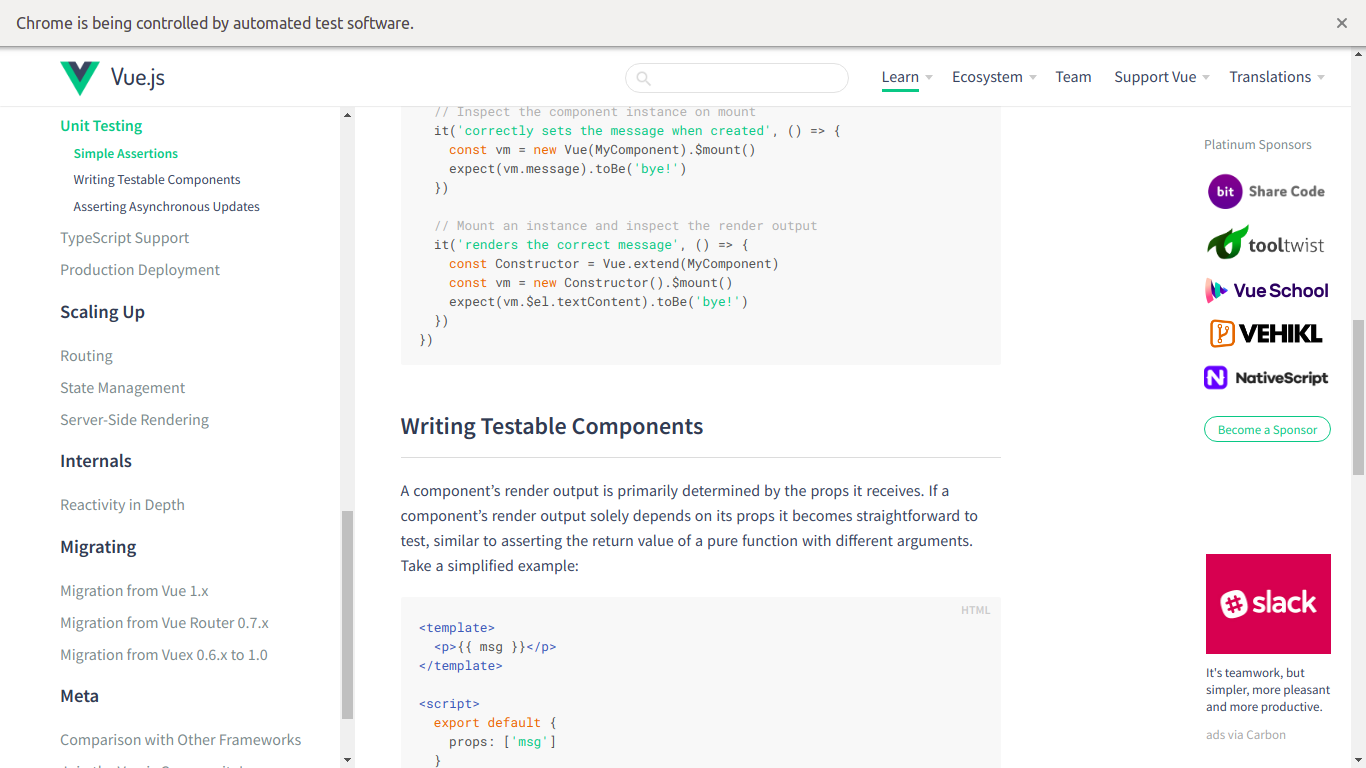 Chrome is being controlled by automated test software.
Vue.js
Learn
Ecosystem
Team
Support Vue
Translations
Unit Testing
Simple Assertions
Writing Testable Components
Asserting Asynchronous Updates
TypeScript Support
Production Deployment
Scaling Up
Routing
State Management
Server-Side Rendering
Internals
Reactivity in Depth
Migrating
Migration from Vue 1.x
Migration from Vue Router 0.7.x
Migration from Vuex 0.6.x to 1.0
Meta
Comparison with Other Frameworks
// Inspect the component instance on mount
it('correctly sets the message when created', () => {
const vm = new Vue(MyComponent).$mount()
expect(vm.message).toBe('bye!')
})
// Mount an instance and inspect the render output
it('renders the correct message', () => {
const Constructor = Vue.extend(MyComponent)
const vm = new Constructor().$mount()
expect(vm.$el.textContent).toBe('bye!')
})
})
Writing Testable Components
A component’s render output is primarily determined by the props it receives. If a
component’s render output solely depends on its props it becomes straightforward to
test, similar to asserting the return value of a pure function with different arguments.
Take a simplified example:
HTML
<template>
<p>{{ msg }}</p>
</template>
<script>
export default {
props: ['msg']
}
Platinum Sponsors
bit Share Code
tooltwist
Vue School
VEHIKL
NativeScript
Become a Sponsor
slack
It's teamwork, but
simpler, more pleasant
and more productive.
ads via Carbon